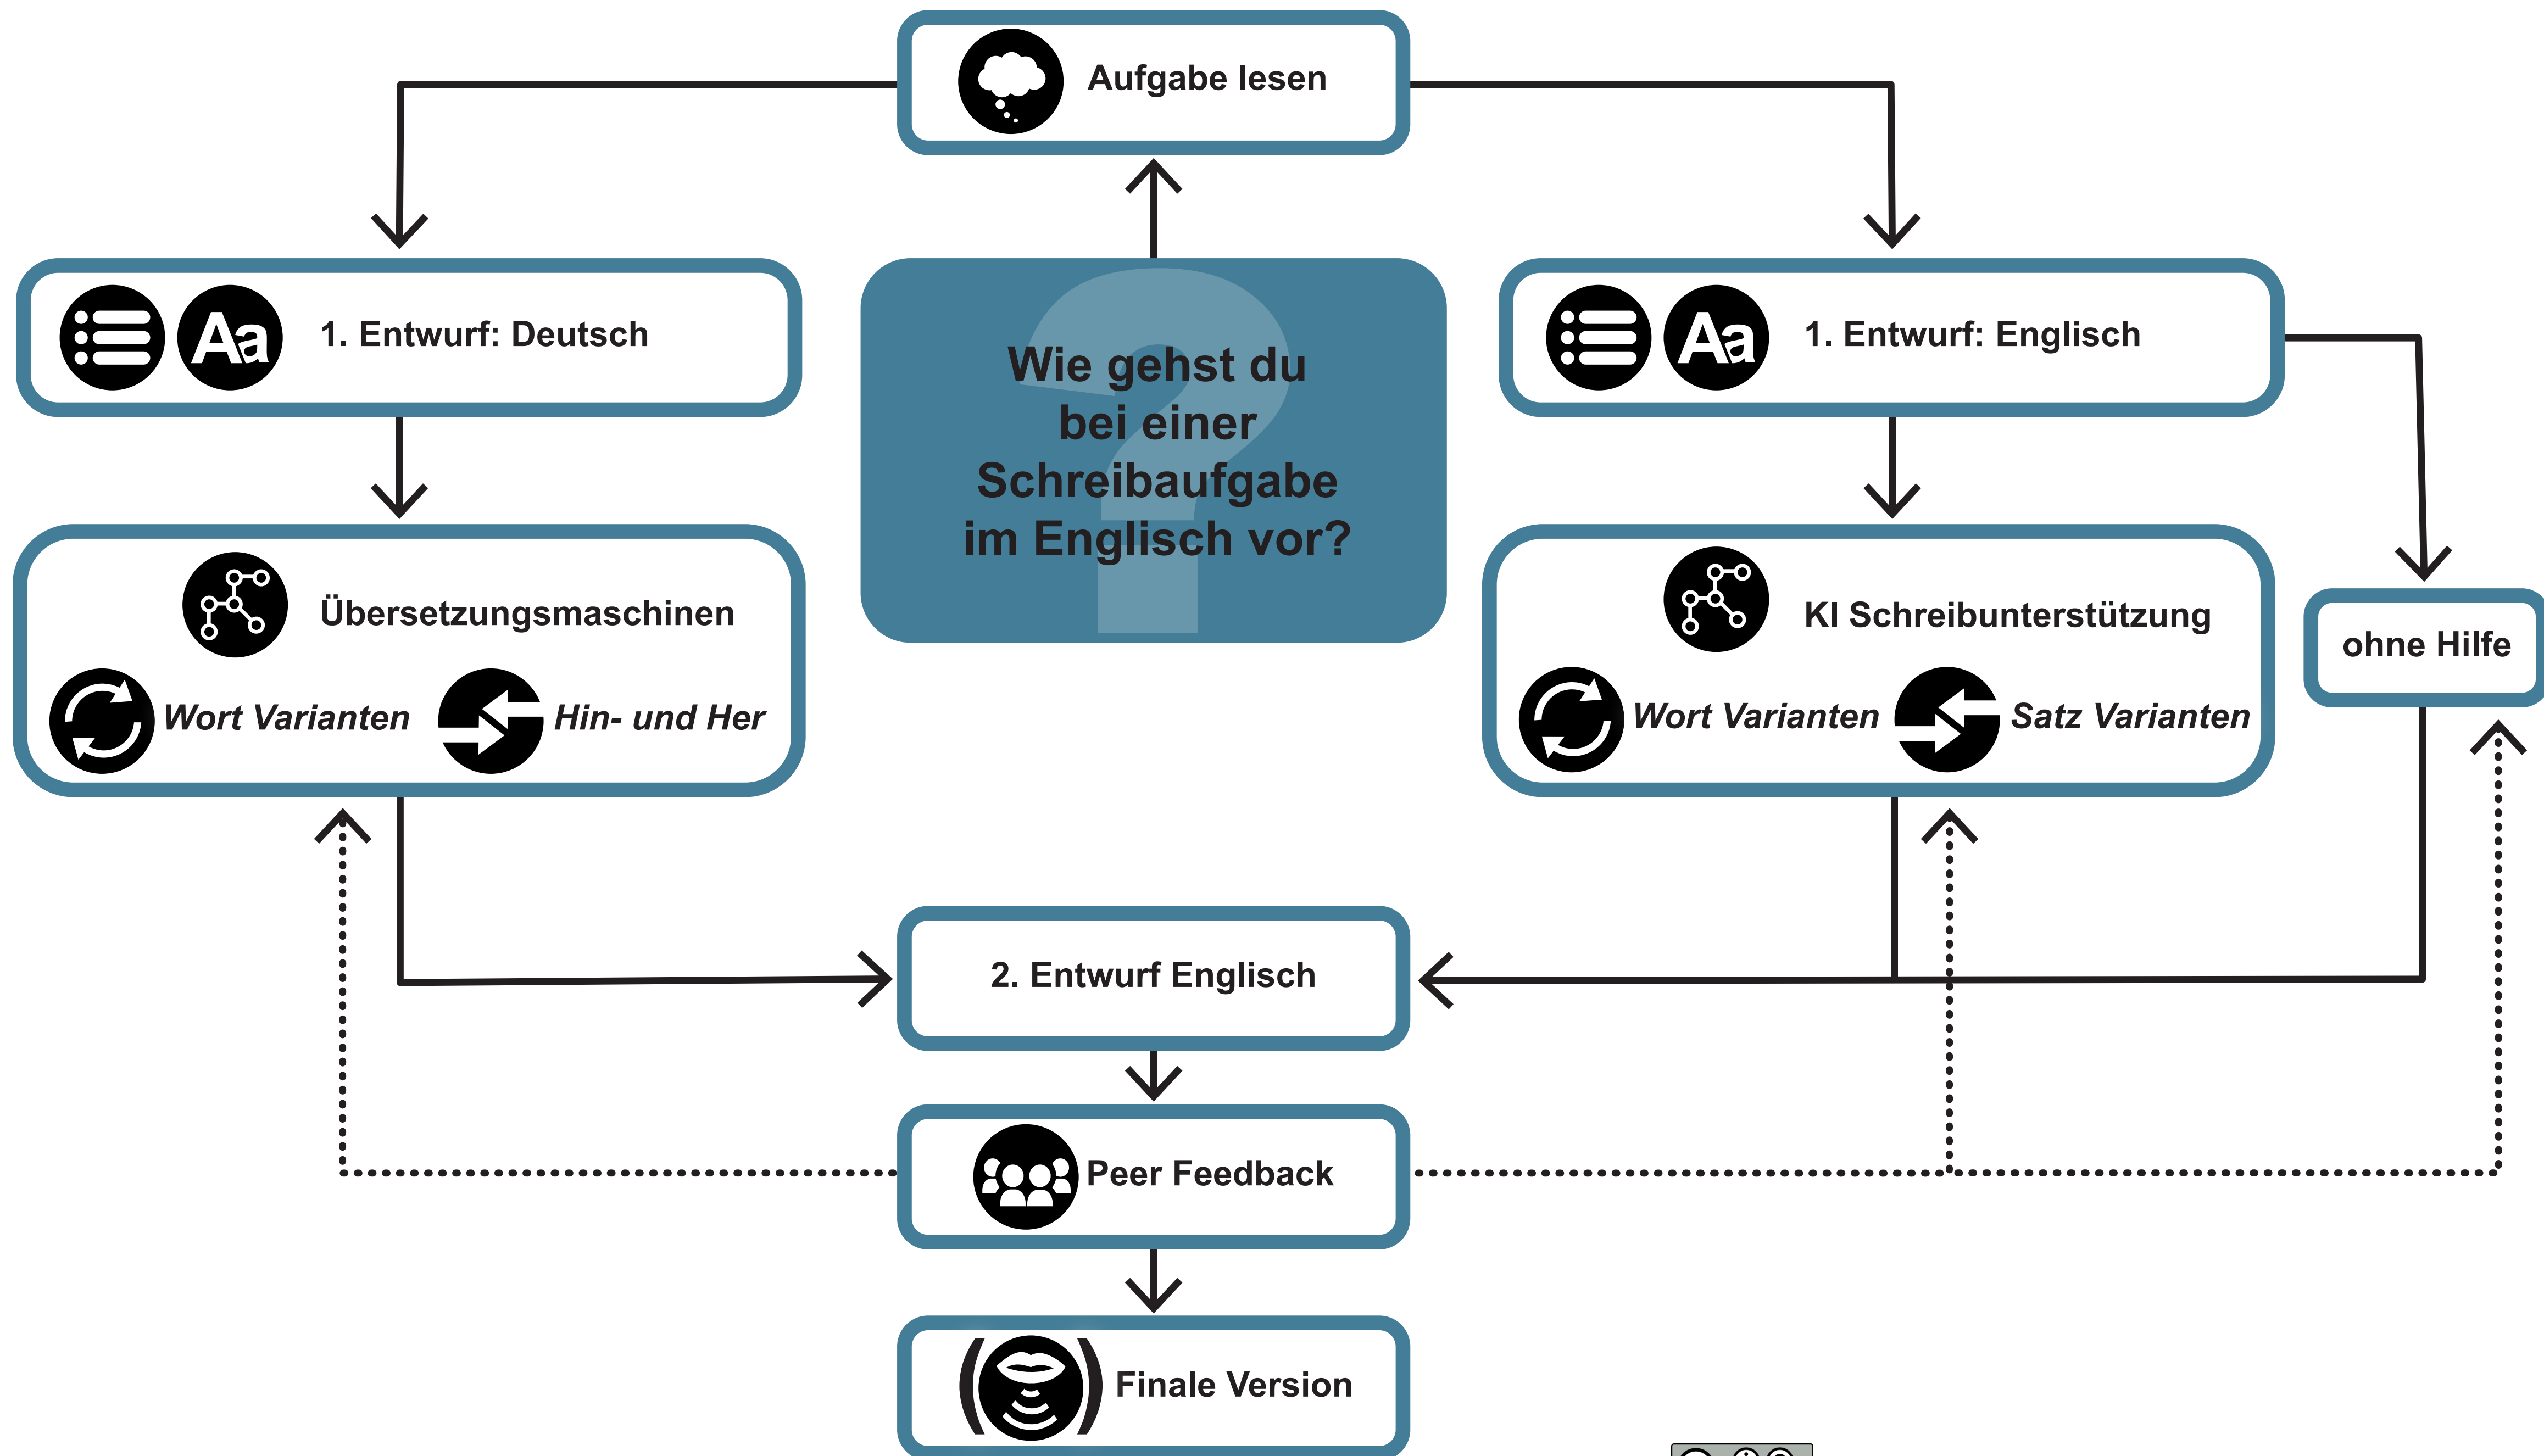 Aufgabe lesen
Aa
1. Entwurf: Deutsch
Wie gehst du
bei einer
Schreibaufgabe
im Englisch vor?
?
Aa
1. Entwurf: Englisch
Übersetzungsmaschinen
Wort Varianten
Hin- und Her
KI Schreibunterstützung
Wort Varianten
Satz Varianten
ohne Hilfe
2. Entwurf Englisch
Peer Feedback
( ) Finale Version